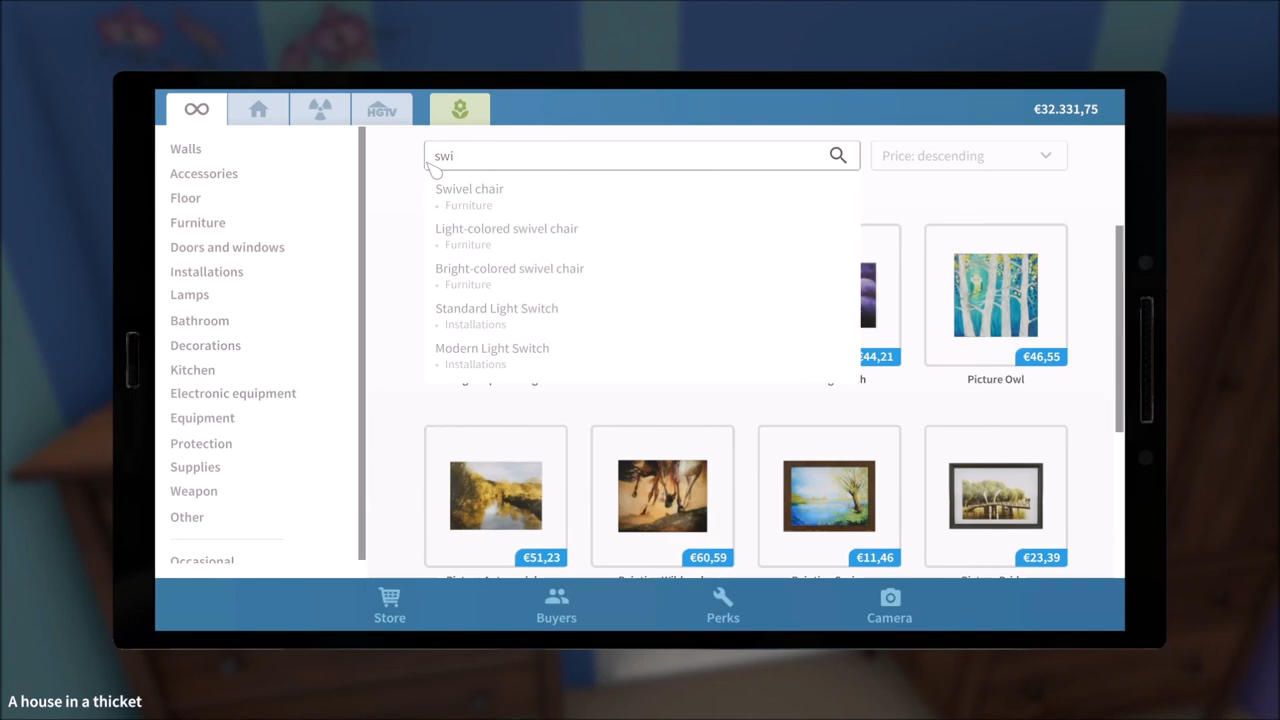 HGTV
€32.331,75
Walls
Accessories
Floor
Furniture
Doors and windows
Installations
Lamps
Bathroom
Decorations
Kitchen
Electronic equipment
Equipment
Protection
Supplies
Weapon
Other
Occasional
swi
Price: descending
Swivel chair
Furniture
Light-colored swivel chair
Furniture
Bright-colored swivel chair
Furniture
Standard Light Switch
Installations
Modern Light Switch
Installations
€44,21
€46,55
Picture Owl
€51,23
€60,59
€11,46
€23,39
Store
Buyers
Perks
Camera
A house in a thicket